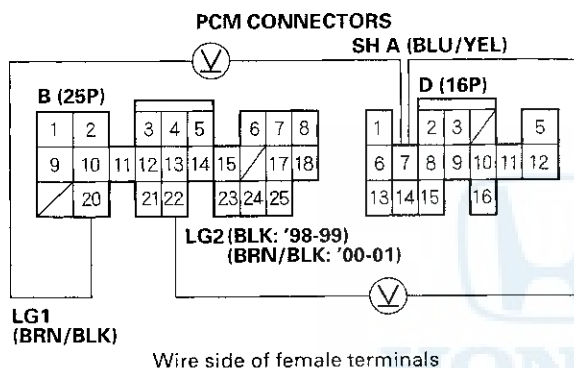 PCM CONNECTORS
SH A (BLU/YEL)
V
B (25P)
D (16P)
1 2 3 4 5 6 7 8
1 2 3 5
9 10 11 12 13 14 15 17 18
6 7 8 9 10 11 12
20 21 22 23 24 25
13 14 15 16
LG2 (BLK: '98-99)
(BRN/BLK: '00-01)
V
LG1
(BRN/BLK)
Wire side of female terminals